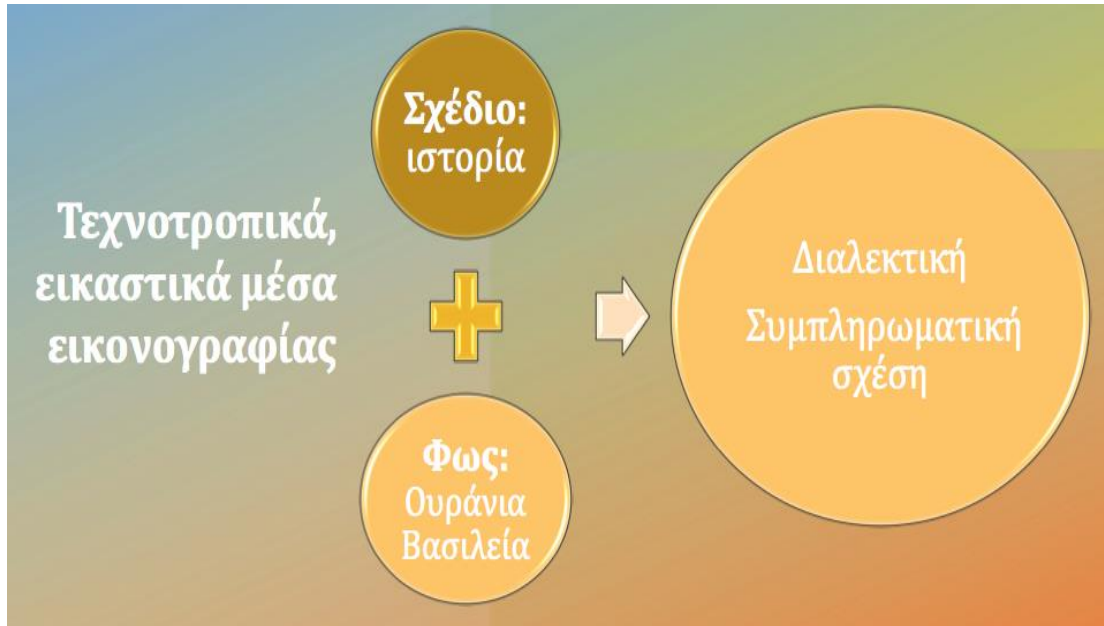 Τεχνοτροπικά,
εικαστικά μέσα
εικονογραφίας
Σχέδιο:
ιστορία
Φως:
Ουράνια
Βασιλεία
Διαλεκτική
Συμπληρωματική
σχέση